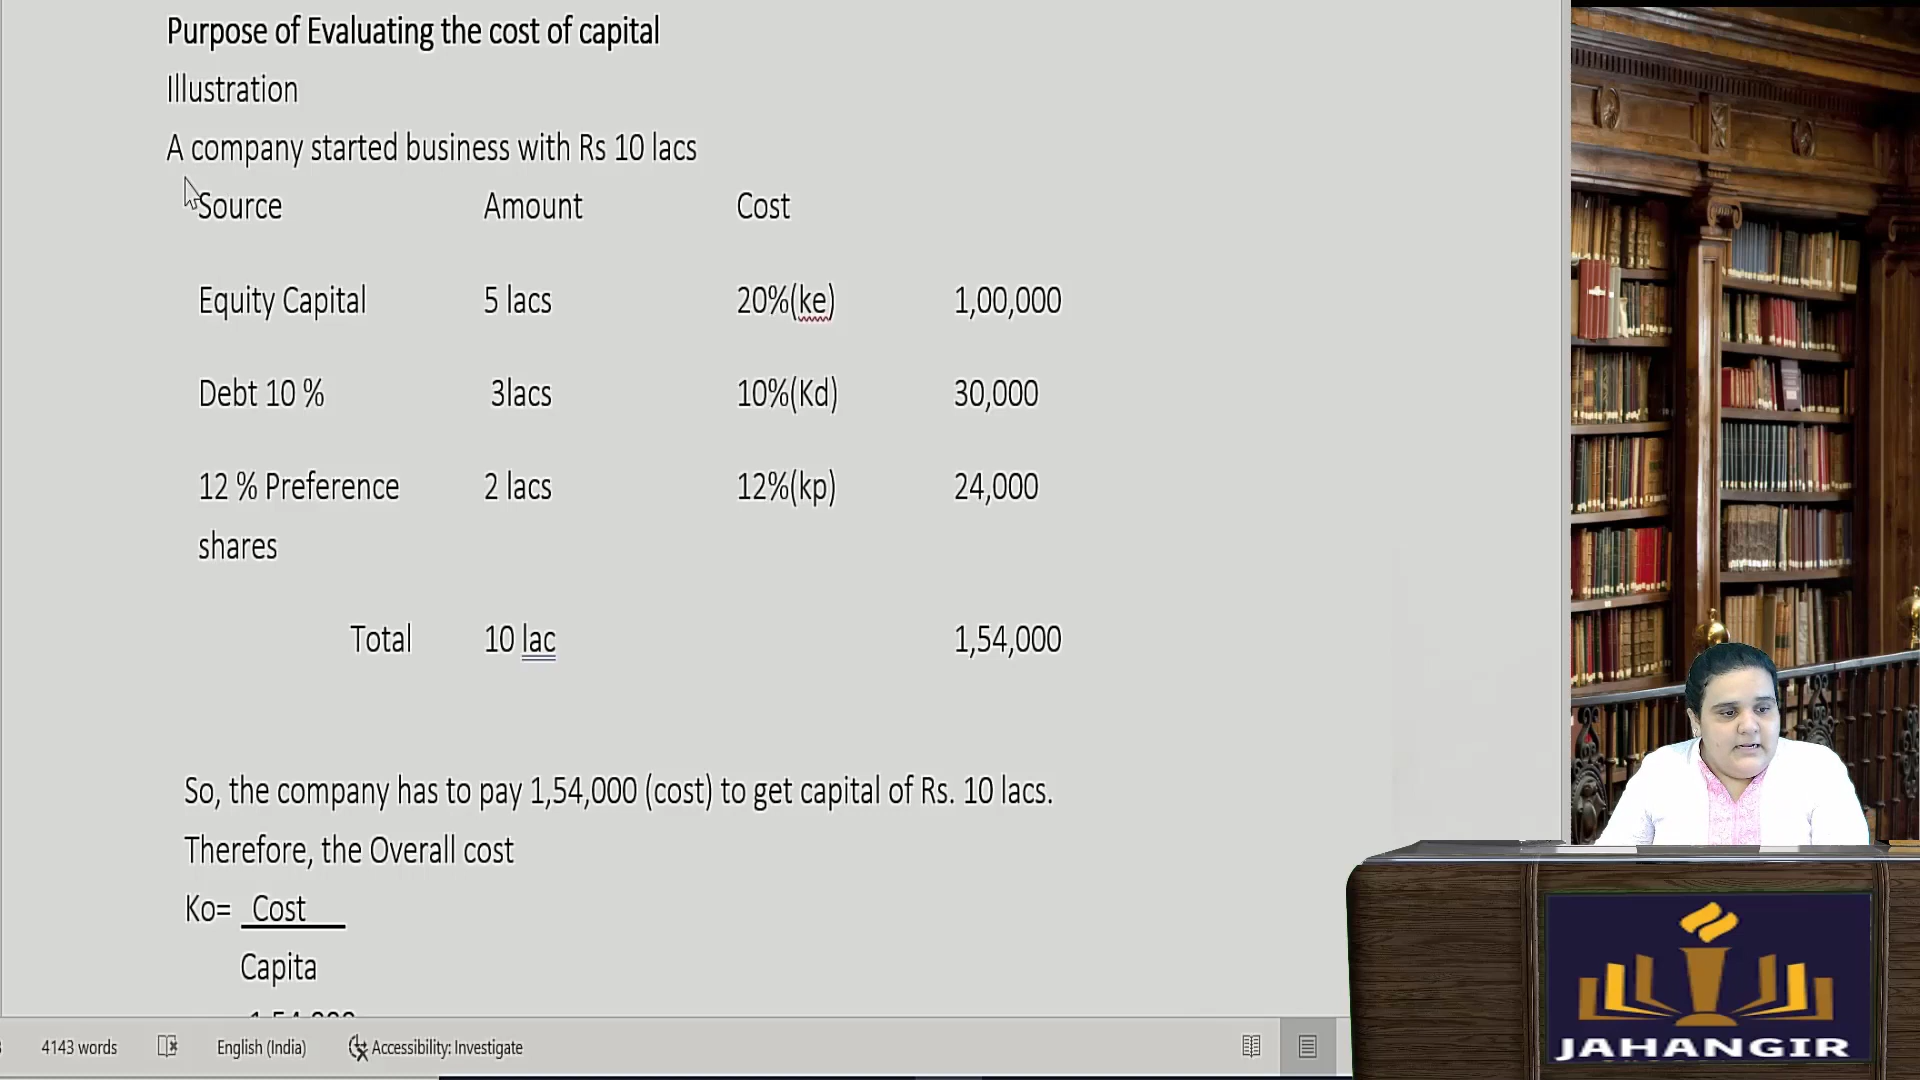 Purpose of Evaluating the cost of capital
Illustration
A company started business with Rs 10 lacs
Source Amount Cost
Equity Capital 5 lacs 20%(ke) 1,00,000
Debt 10 % 3lacs 10%(Kd) 30,000
12 % Preference 2 lacs 12%(kp) 24,000
shares
Total 10 lac 1,54,000
So, the company has to pay 1,54,000 (cost) to get capital of Rs. 10 lacs.
Therefore, the Overall cost
Ko= Cost
Capita
1,54,000
4143 words English (India) Accessibility: Investigate
JAHANGIR